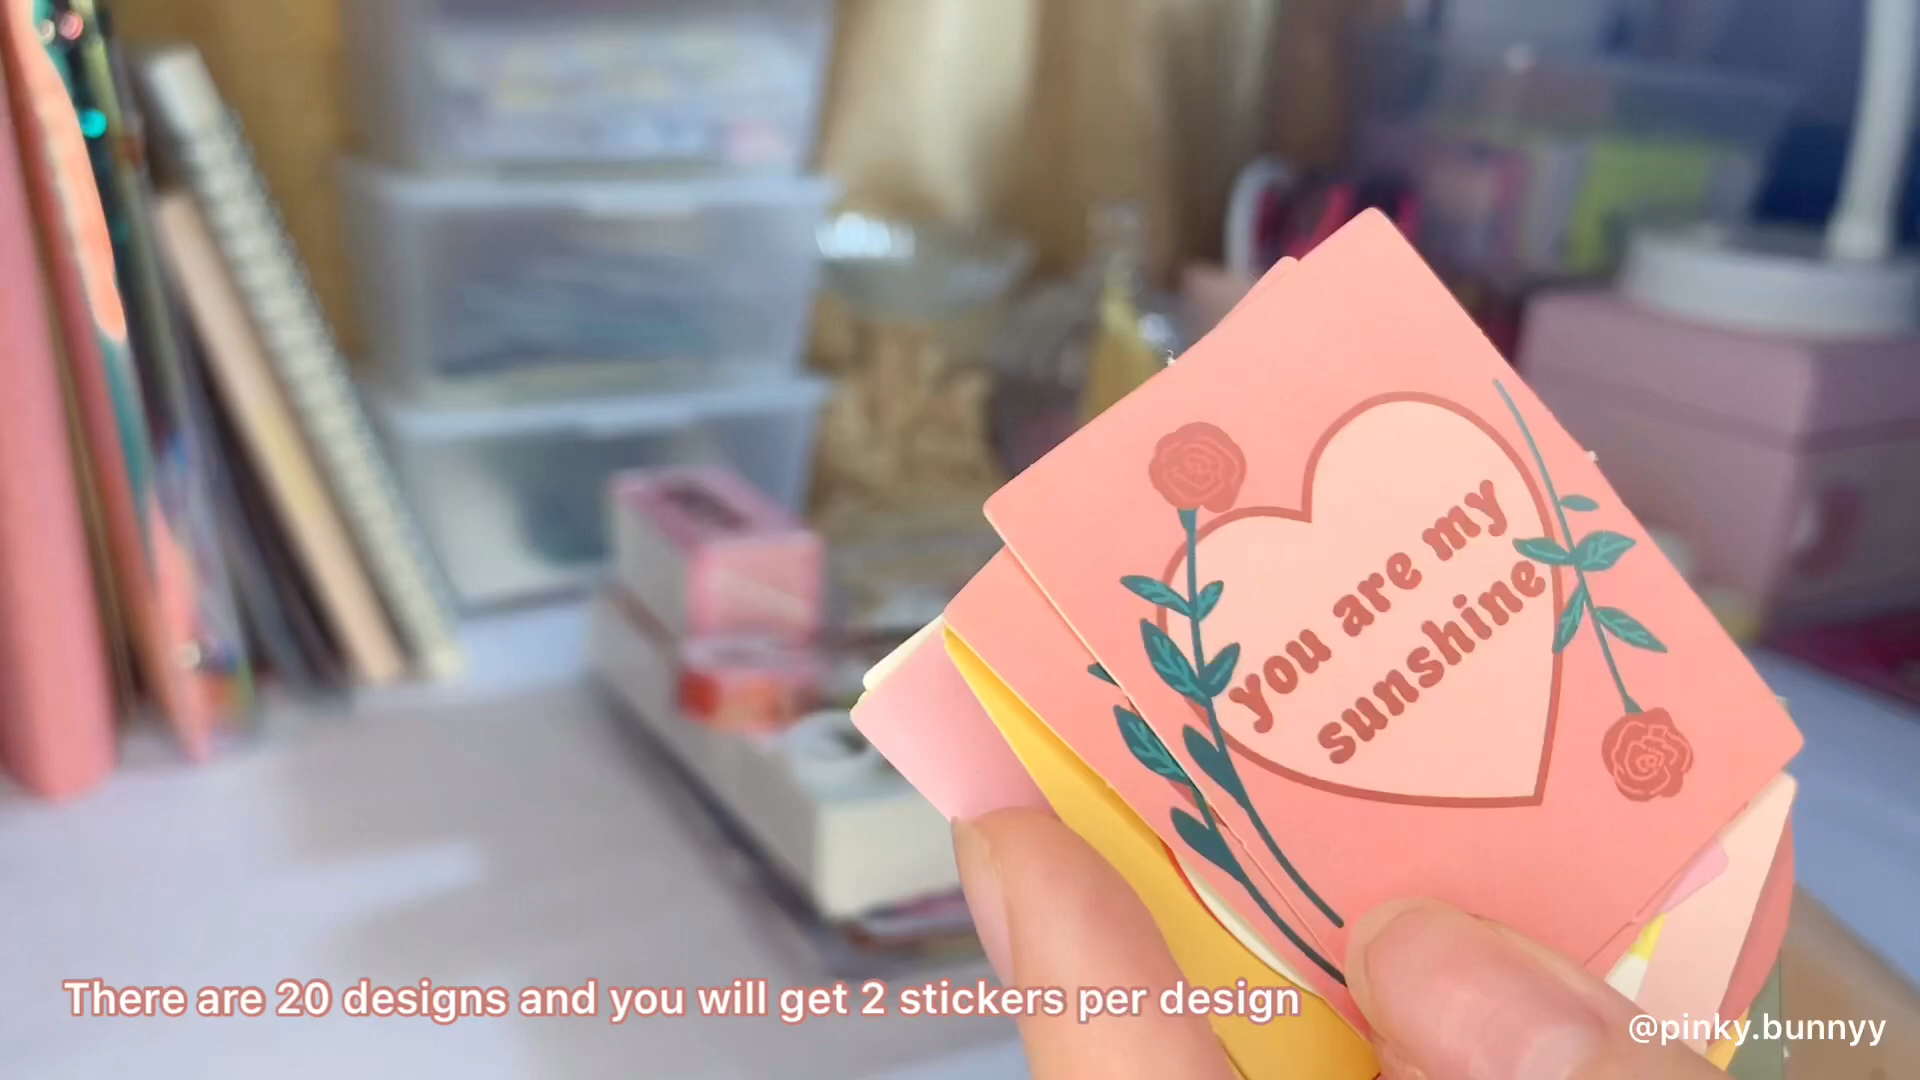 you are my
sunshine
There are 20 designs and you will get 2 stickers per design
@pinky.bunnyy